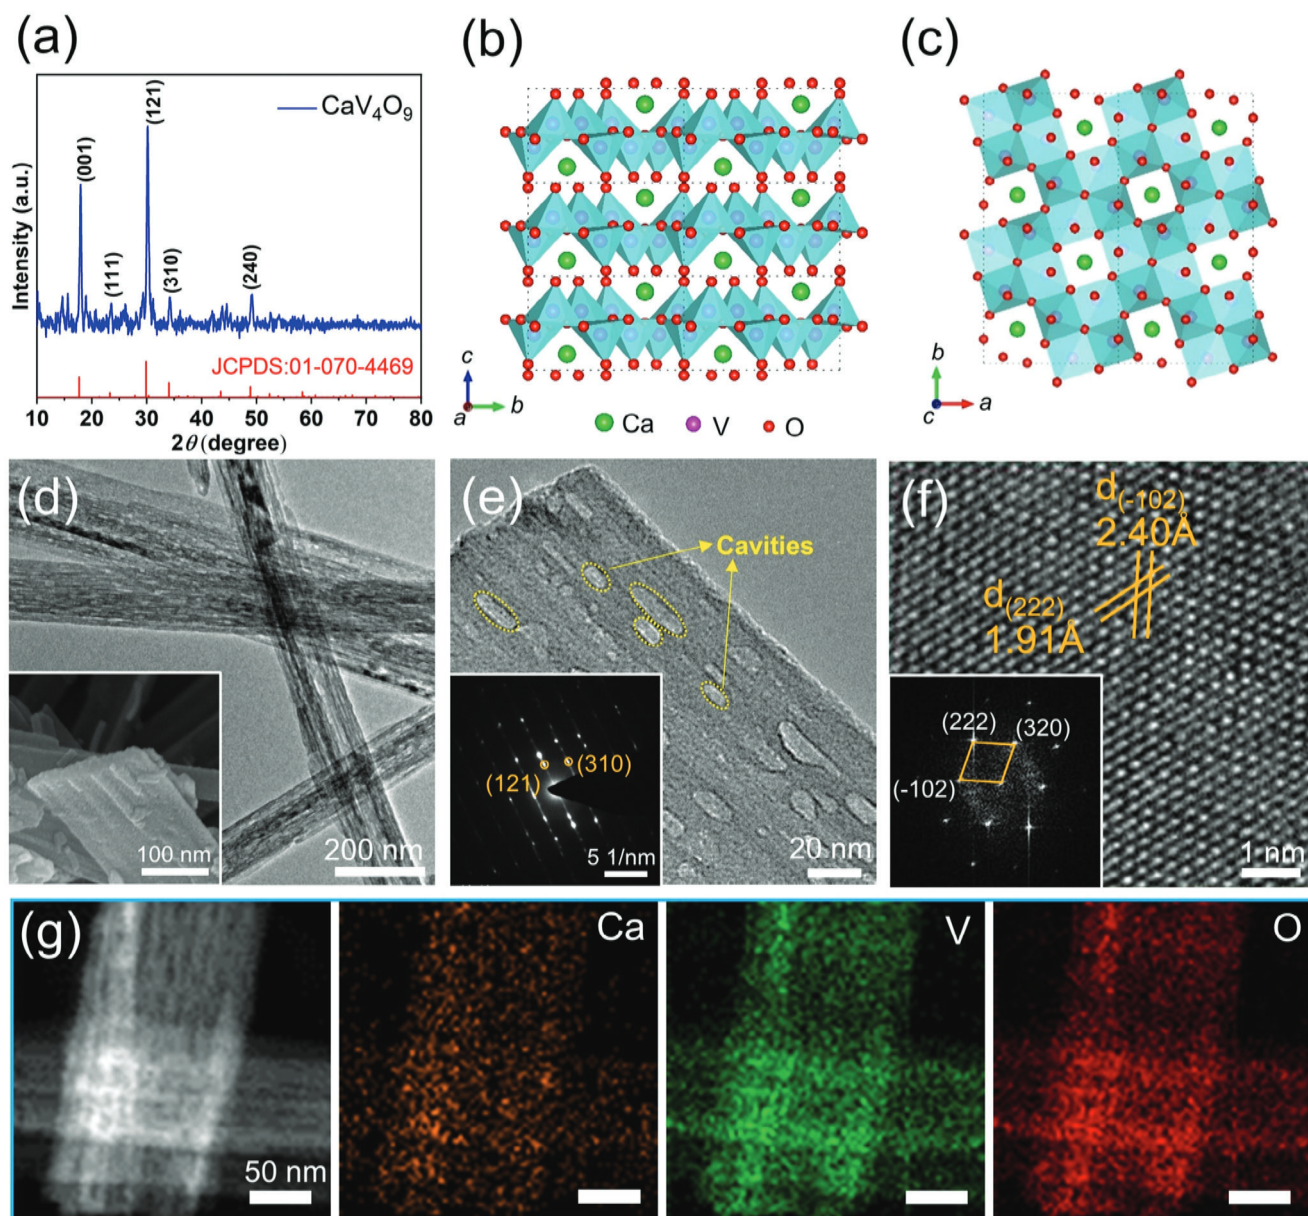 (a)
CaV4O9
(001)
(111)
(121)
(310)
(240)
Intensity (a.u.)
JCPDS:01-070-4469
10 20 30 40 50 60 70 80
2θ (degree)
(b)
c
a
b
Ca
V
O
(c)
b
c
a
(d)
100 nm
200 nm
(e)
Cavities
(121)
(310)
5 1/nm
20 nm
(f)
d(-102)
2.40Å
d(222)
1.91Å
(222)
(320)
(-102)
1 nm
(g)
50 nm
Ca
V
O